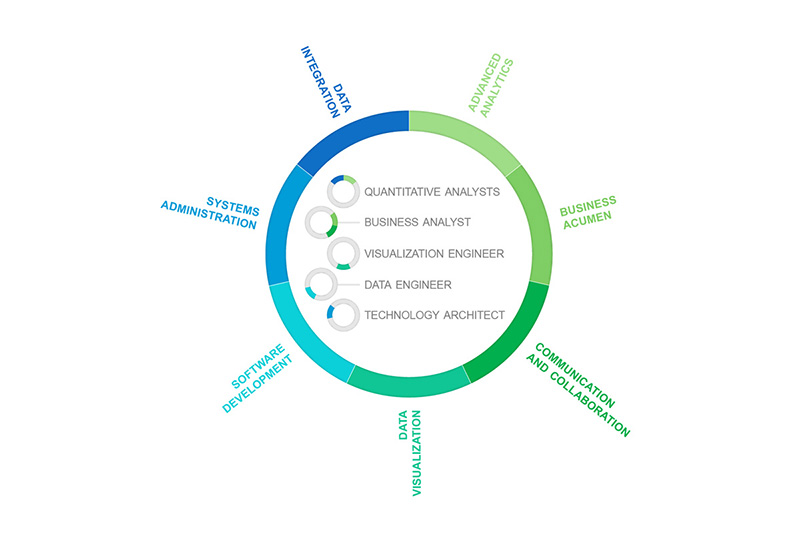 DATA
INTEGRATION
ADVANCED
ANALYTICS
SYSTEMS
ADMINISTRATION
BUSINESS
ACUMEN
QUANTITATIVE ANALYSTS
BUSINESS ANALYST
VISUALIZATION ENGINEER
DATA ENGINEER
TECHNOLOGY ARCHITECT
SOFTWARE
DEVELOPMENT
COMMUNICATION
AND COLLABORATION
DATA
VISUALIZATION